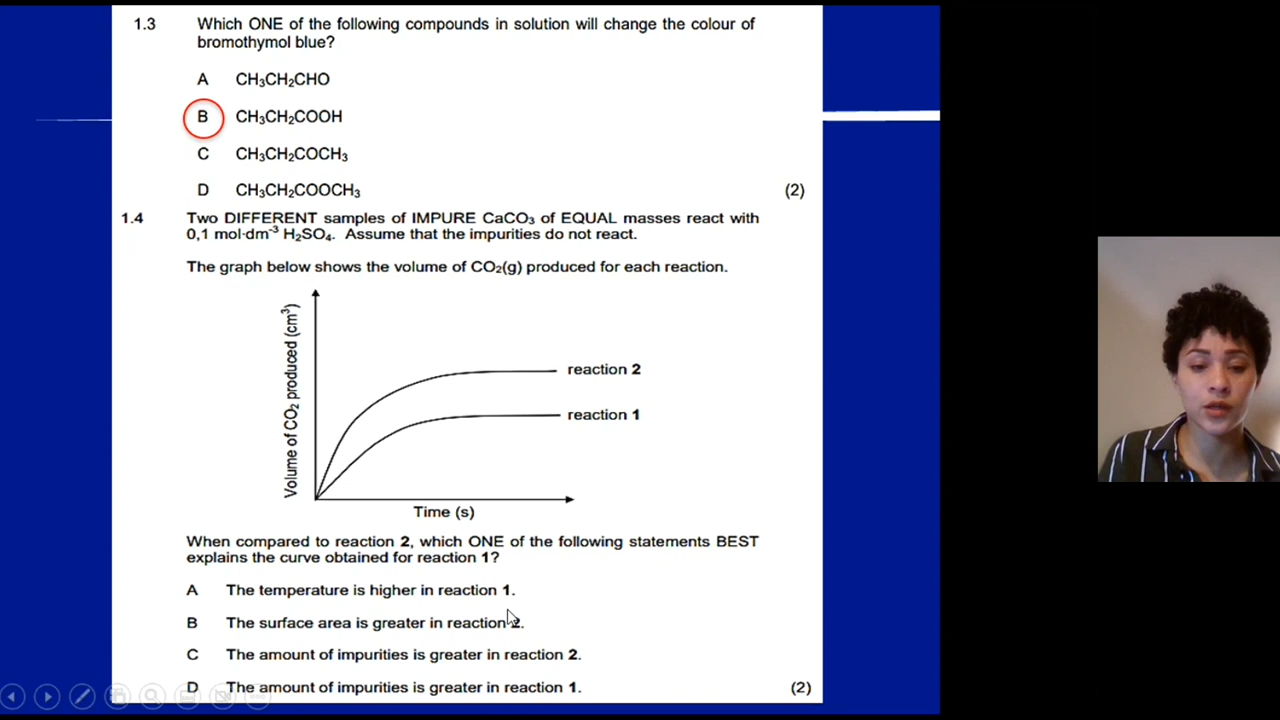 1.3 Which ONE of the following compounds in solution will change the colour of
bromothymol blue?
A CH₃CH₂CHO
B CH₃CH₂COOH
C CH₃CH₂COCH₃
D CH₃CH₂COOCH₃ (2)
1.4 Two DIFFERENT samples of IMPURE CaCO₃ of EQUAL masses react with
0,1 mol·dm⁻³ H₂SO₄. Assume that the impurities do not react.
The graph below shows the volume of CO₂(g) produced for each reaction.
Volume of CO₂ produced (cm³)
reaction 2
reaction 1
Time (s)
When compared to reaction 2, which ONE of the following statements BEST
explains the curve obtained for reaction 1?
A The temperature is higher in reaction 1.
B The surface area is greater in reaction 2.
C The amount of impurities is greater in reaction 2.
D The amount of impurities is greater in reaction 1. (2)